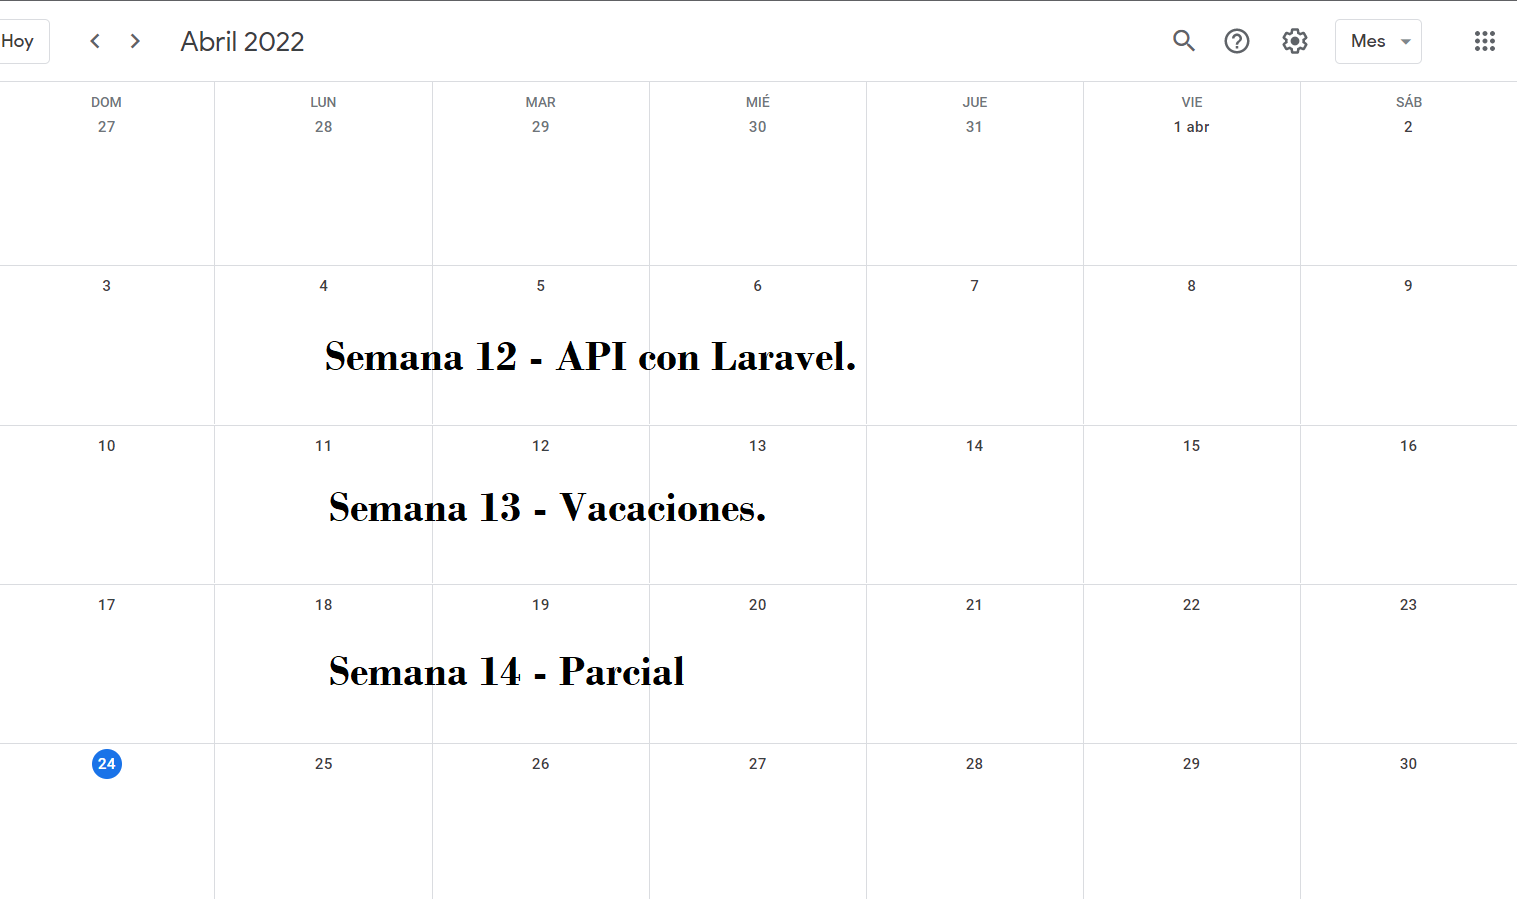 Hoy Abril 2022 Mes
DOM LUN MAR MIÉ JUE VIE SÁB
27 28 29 30 31 1 abr 2
3 4 5 6 7 8 9
Semana 12 - API con Laravel.
10 11 12 13 14 15 16
Semana 13 - Vacaciones.
17 18 19 20 21 22 23
Semana 14 - Parcial
24 25 26 27 28 29 30